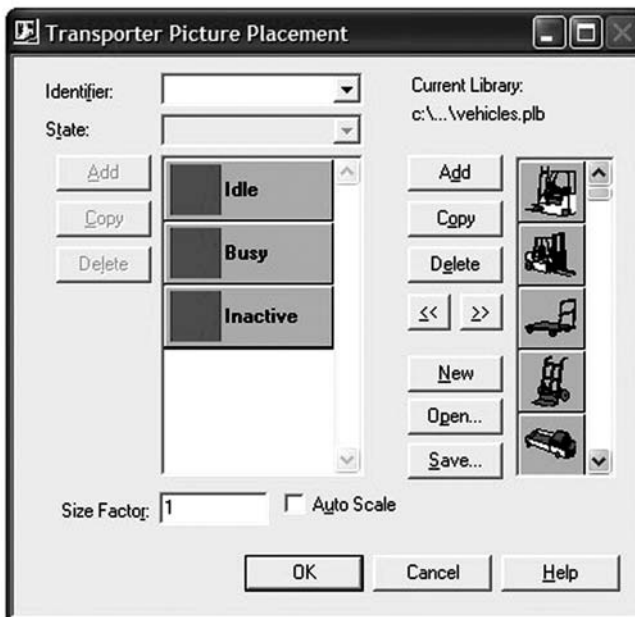 Transporter Picture Placement
Identifier:
State:
Add
Copy
Delete
Idle
Busy
Inactive
Current Library:
c:\...\vehicles.plb
Add
Copy
Delete
<<
>>
New
Open...
Save...
Size Factor: 1
Auto Scale
OK Cancel Help